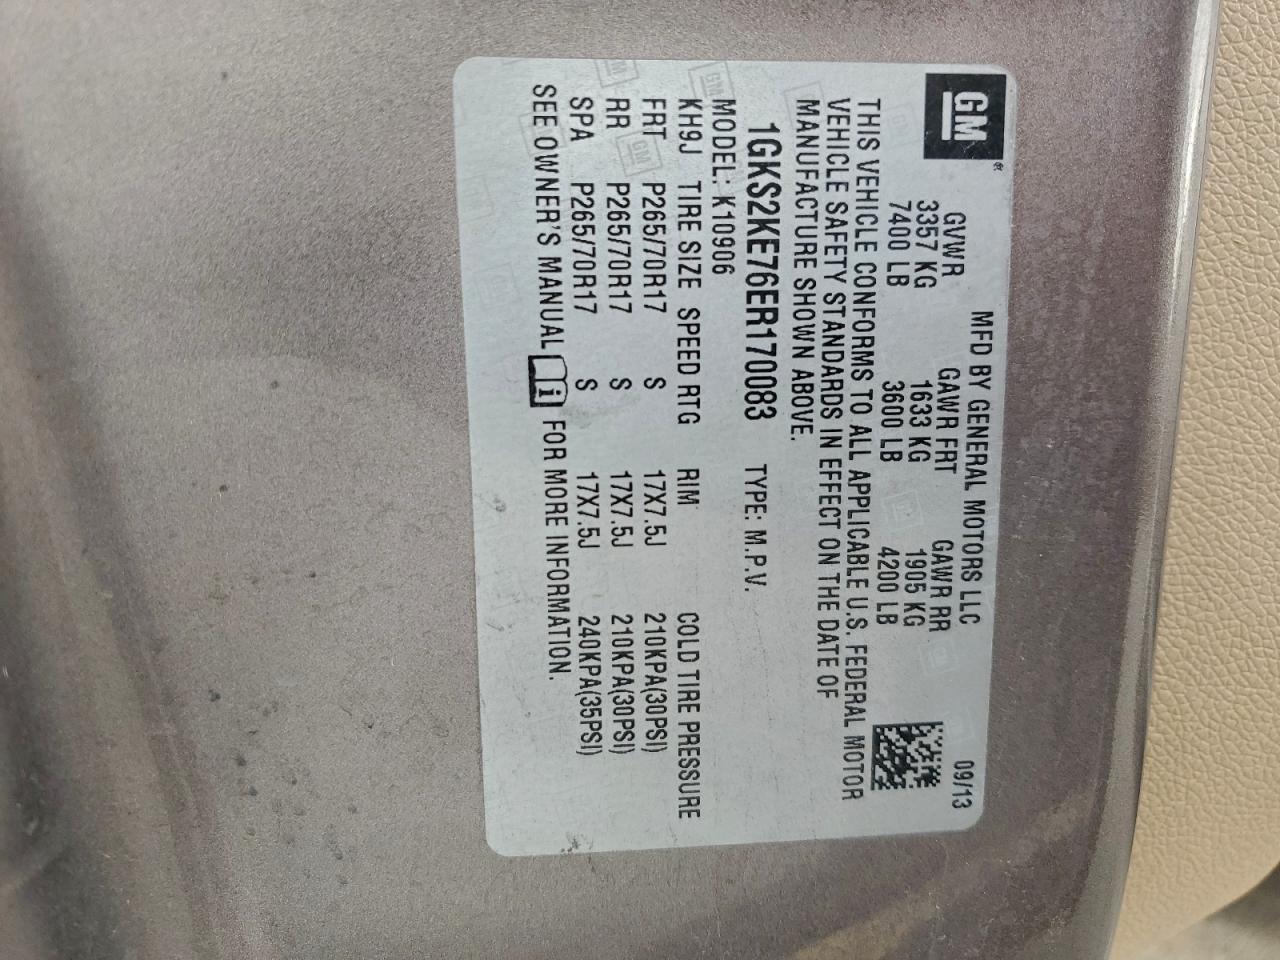 GM®
MFD BY GENERAL MOTORS LLC 09/13
GVWR GAWR FRT GAWR RR
3357 KG 1633 KG 1905 KG
7400 LB 3600 LB 4200 LB
THIS VEHICLE CONFORMS TO ALL APPLICABLE U.S. FEDERAL MOTOR
VEHICLE SAFETY STANDARDS IN EFFECT ON THE DATE OF
MANUFACTURE SHOWN ABOVE.
1GKS2KE76ER170083 TYPE: M.P.V.
MODEL: K10906
KH9J TIRE SIZE SPEED RTG RIM COLD TIRE PRESSURE
FRT P265/70R17 S 17X7.5J 210KPA(30PSI)
RR P265/70R17 S 17X7.5J 210KPA(30PSI)
SPA P265/70R17 S 17X7.5J 240KPA(35PSI)
SEE OWNER'S MANUAL i FOR MORE INFORMATION.